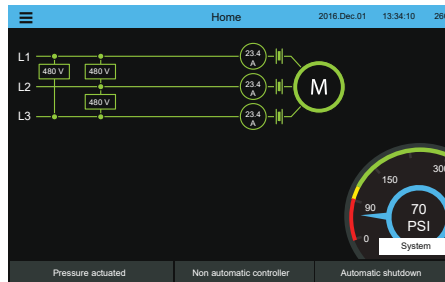 Home 2016.Dec.01 13:34:10
L1
23.4
A
480 V 480 V
L2
23.4
A
M
480 V
L3
23.4
A
300
150
90
70
PSI
0
System
Pressure actuated Non automatic controller Automatic shutdown